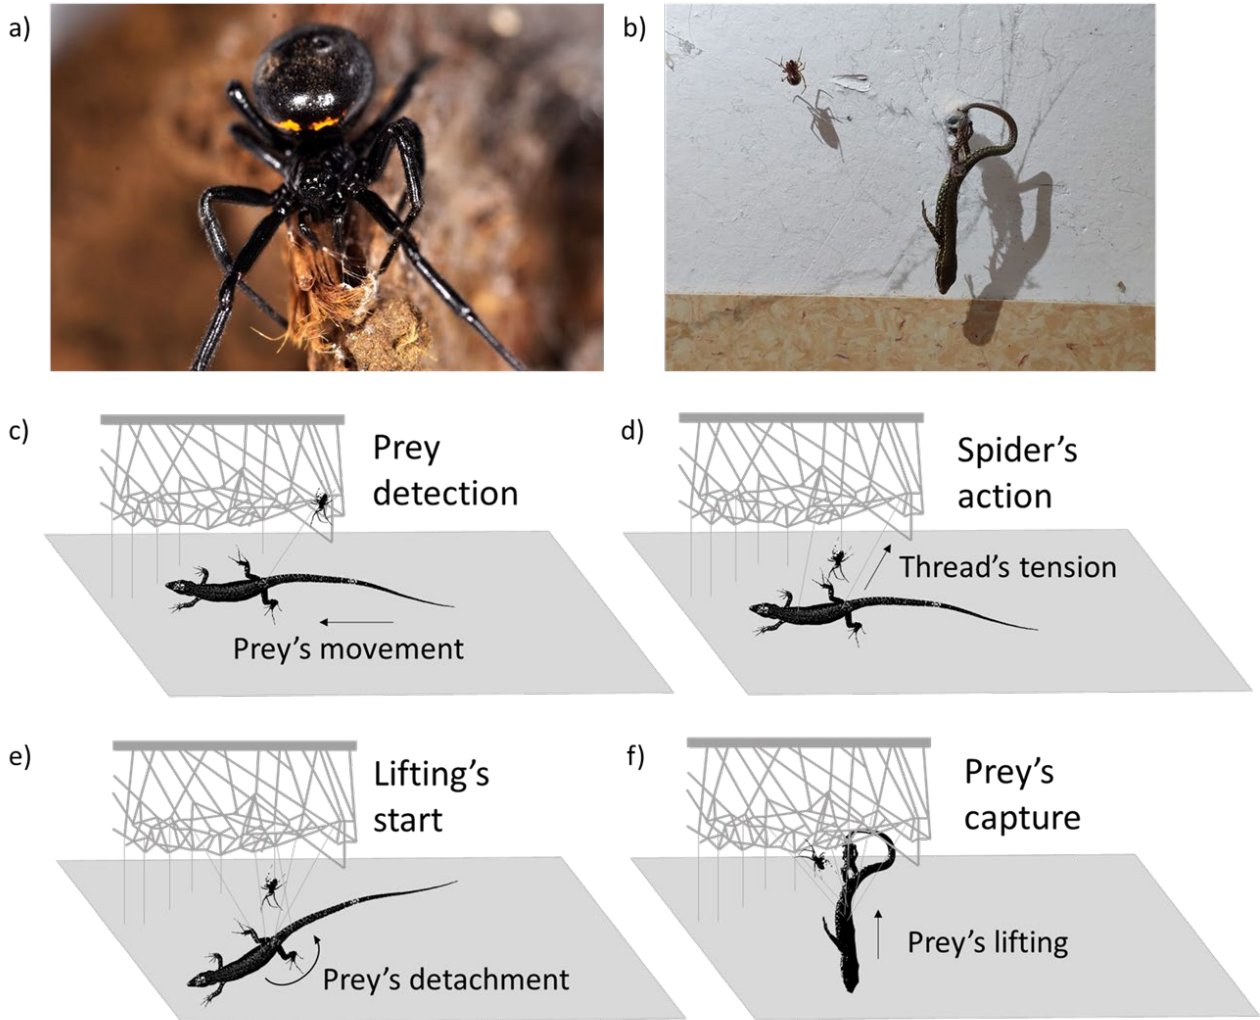 a)
b)
c)
Prey
detection
Prey's movement
d)
Spider's
action
Thread's tension
e)
Lifting's
start
Prey's detachment
f)
Prey's
capture
Prey's lifting